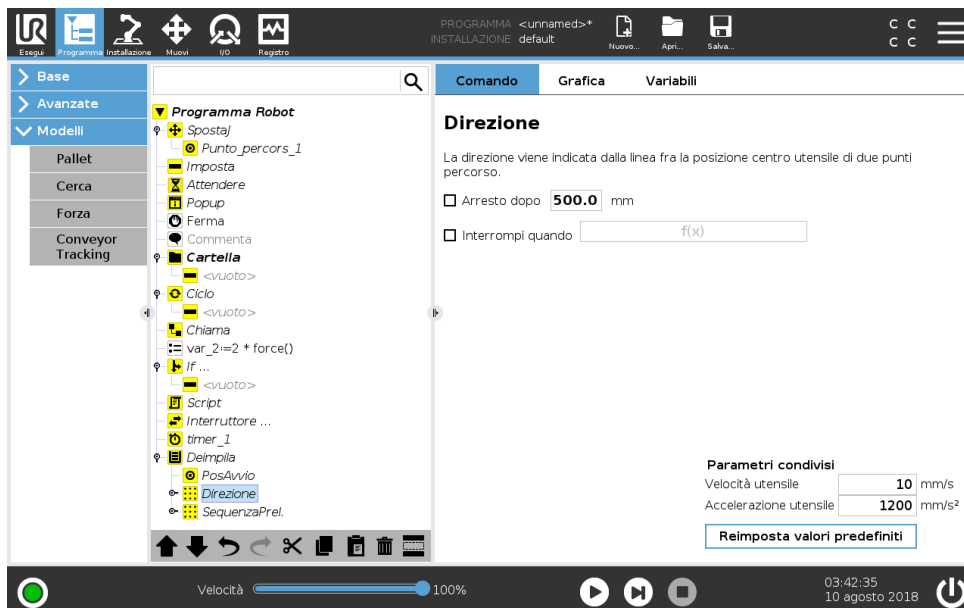 PROGRAMMA <unnamed>*
INSTALLAZIONE default
Esegui
Programma
Installazione
Muovi
I/O
Registro
Nuovo...
Apri...
Salva...
C C
C C
Base
Avanzate
Modelli
Pallet
Cerca
Forza
Conveyor
Tracking
Programma Robot
SpostaJ
Punto_percors_1
Imposta
Attendere
Popup
Ferma
Commenta
Cartella
<vuoto>
Ciclo
<vuoto>
Chiama
var_2:=2 * force()
If ...
<vuoto>
Script
Interruttore ...
timer_1
Deimpila
PosAvvio
Direzione
SequenzaPrel.
Comando
Grafica
Variabili
Direzione
La direzione viene indicata dalla linea fra la posizione centro utensile di due punti
percorso.
Arresto dopo 500.0 mm
Interrompi quando f(x)
Parametri condivisi
Velocità utensile 10 mm/s
Accelerazione utensile 1200 mm/s²
Reimposta valori predefiniti
Velocità 100%
03:42:35
10 agosto 2018